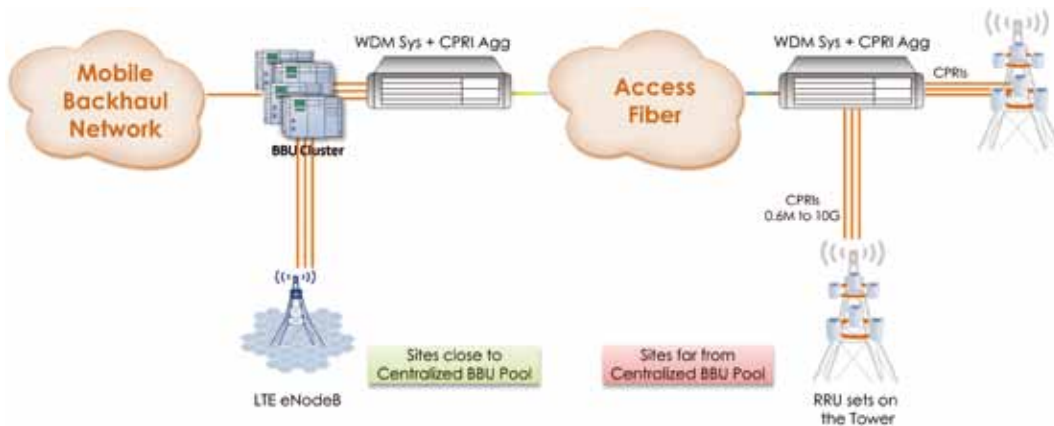 WDM Sys + CPRI Agg
WDM Sys + CPRI Agg
Mobile
Backhaul
Network
BBU Cluster
Access
Fiber
CPRIs
CPRIs
0.6M to 10G
LTE eNodeB
Sites close to
Centralized BBU Pool
Sites far from
Centralized BBU Pool
RRU sets on
the Tower